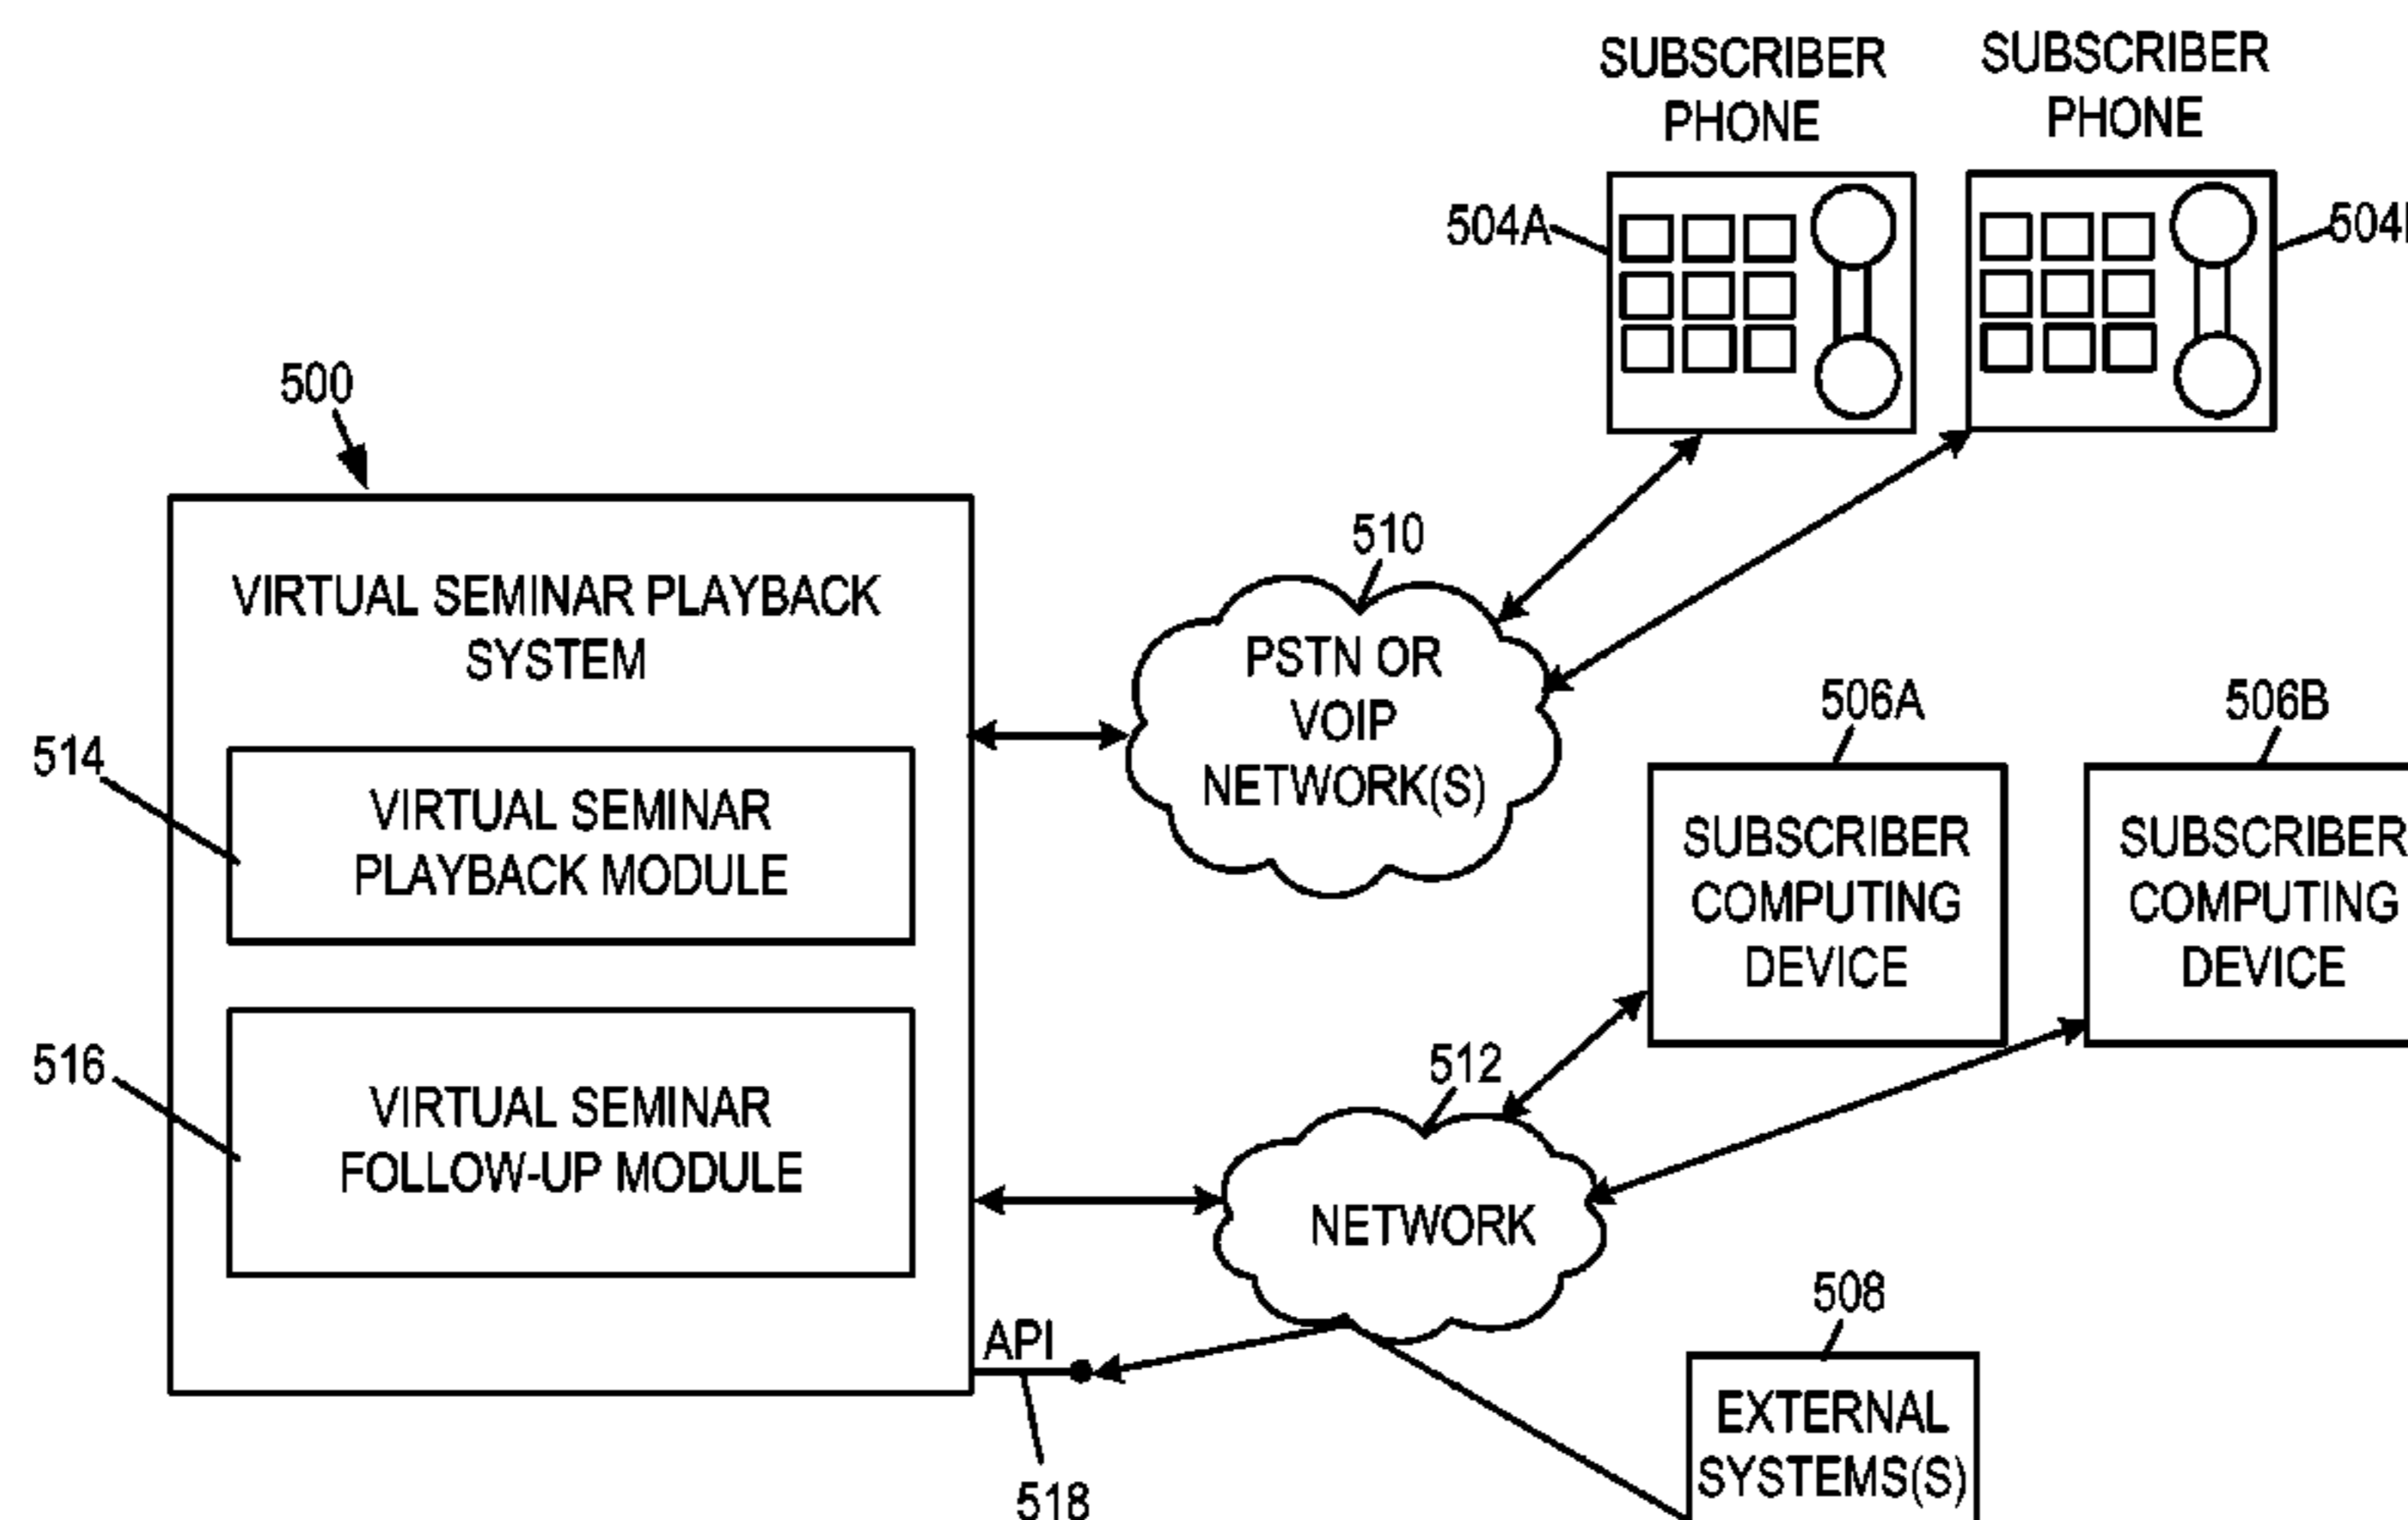 SUBSCRIBER
PHONE
SUBSCRIBER
PHONE
504A
500
510
VIRTUAL SEMINAR PLAYBACK
SYSTEM
PSTN OR
VOIP
NETWORK(S)
506A
506B
514
VIRTUAL SEMINAR
PLAYBACK MODULE
SUBSCRIBER
COMPUTING
DEVICE
SUBSCRIBER
COMPUTING
DEVICE
516
VIRTUAL SEMINAR
FOLLOW-UP MODULE
512
NETWORK
508
API
EXTERNAL
SYSTEMS(S)
518